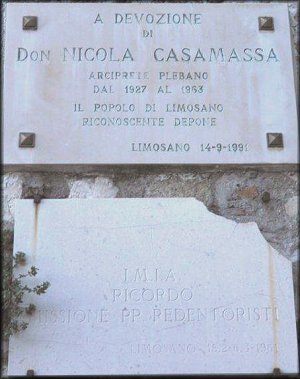 A DEVOZIONE
DI
DON NICOLA CASAMASSA
ARCIPRETE PLEBANO
DAL 1927 AL 1963
IL POPOLO DI LIMOSANO
RICONOSCENTE DEPONE
LIMOSANO 14-9-1991
I.M.I.A.
RICORDO
MISSIONE PP. REDENTORISTI
LIMOSANO